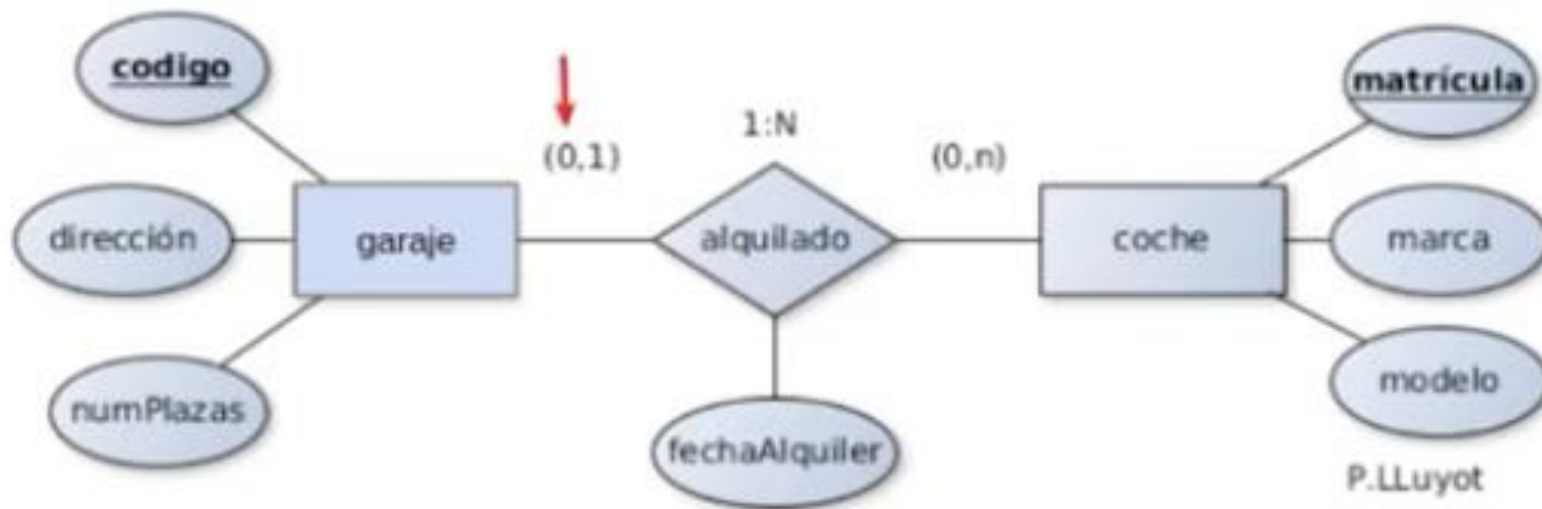 codigo
matrícula
1:N
(0,1)
(0,n)
dirección
garaje
alquilado
coche
marca
numPlazas
modelo
fechaAlquiler
P.LLuyot